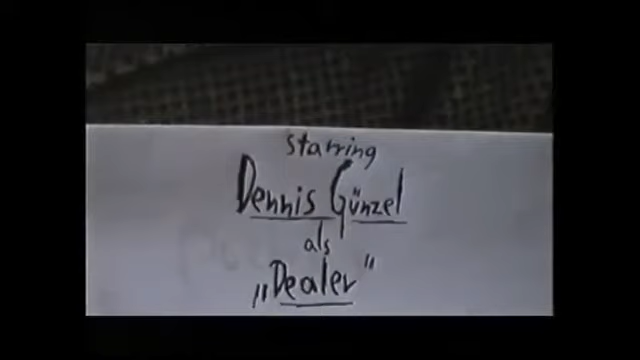 starring
Dennis Günzel
als
„Dealer“